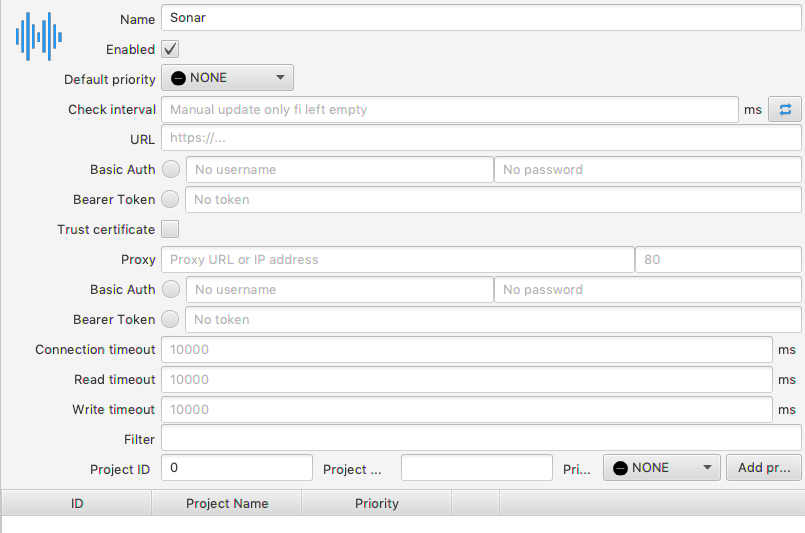 Name Sonar
Enabled
Default priority NONE
Check interval Manual update only fi left empty ms
URL https://...
Basic Auth No username No password
Bearer Token No token
Trust certificate
Proxy Proxy URL or IP address 80
Basic Auth No username No password
Bearer Token No token
Connection timeout 10000 ms
Read timeout 10000 ms
Write timeout 10000 ms
Filter
Project ID 0 Project ... Pri... NONE Add pr...
ID Project Name Priority